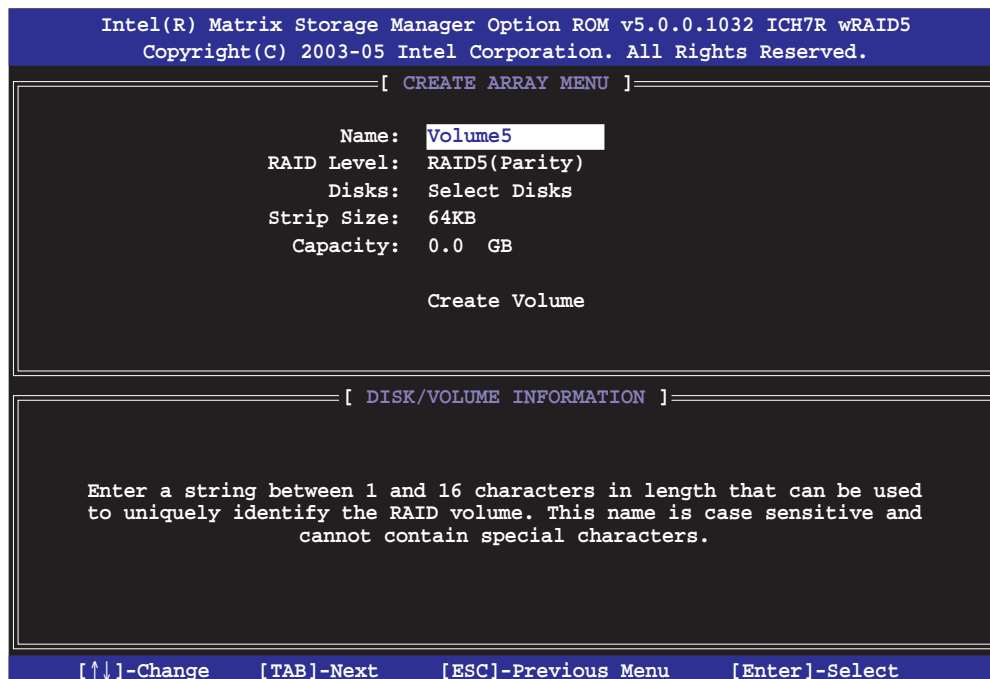 Intel(R) Matrix Storage Manager Option ROM v5.0.0.1032 ICH7R wRAID5
Copyright(C) 2003-05 Intel Corporation. All Rights Reserved.
[ CREATE ARRAY MENU ]
Name: Volume5
RAID Level: RAID5(Parity)
Disks: Select Disks
Strip Size: 64KB
Capacity: 0.0 GB
Create Volume
[ DISK/VOLUME INFORMATION ]
Enter a string between 1 and 16 characters in length that can be used
to uniquely identify the RAID volume. This name is case sensitive and
cannot contain special characters.
[↑↓]-Change [TAB]-Next [ESC]-Previous Menu [Enter]-Select